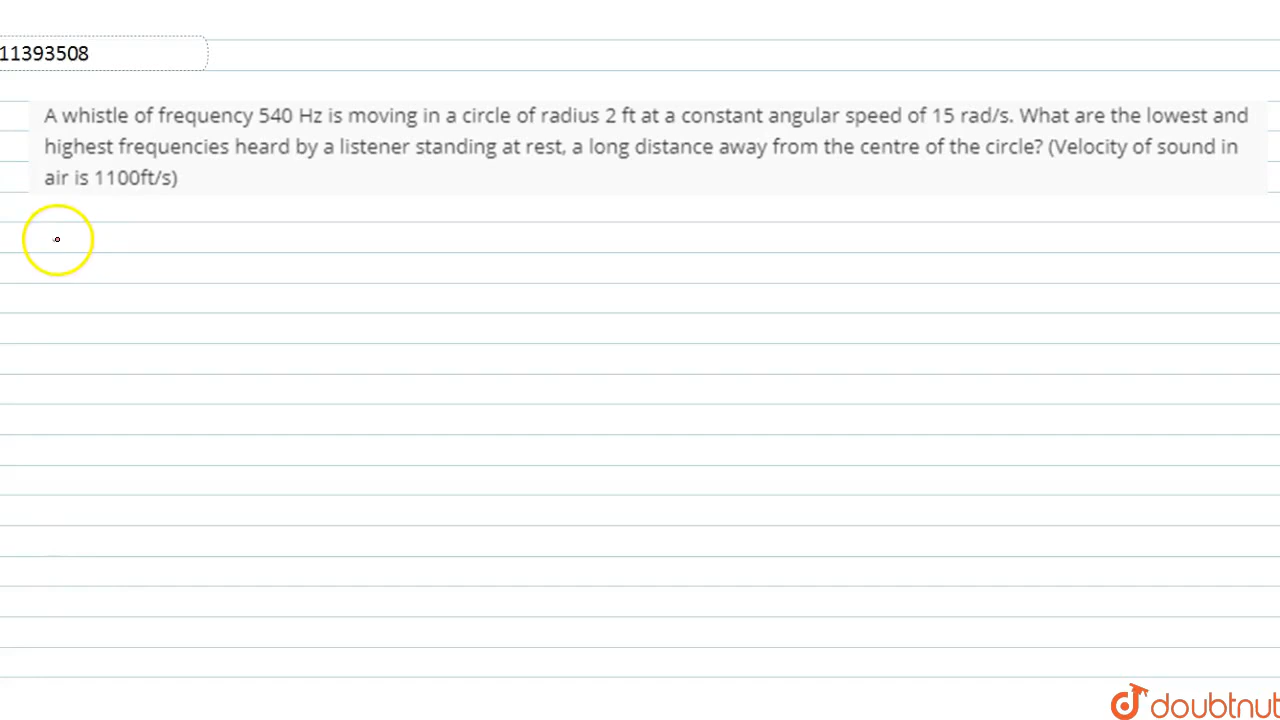 11393508
A whistle of frequency 540 Hz is moving in a circle of radius 2 ft at a constant angular speed of 15 rad/s. What are the lowest and
highest frequencies heard by a listener standing at rest, a long distance away from the centre of the circle? (Velocity of sound in
air is 1100ft/s)
doubtnut